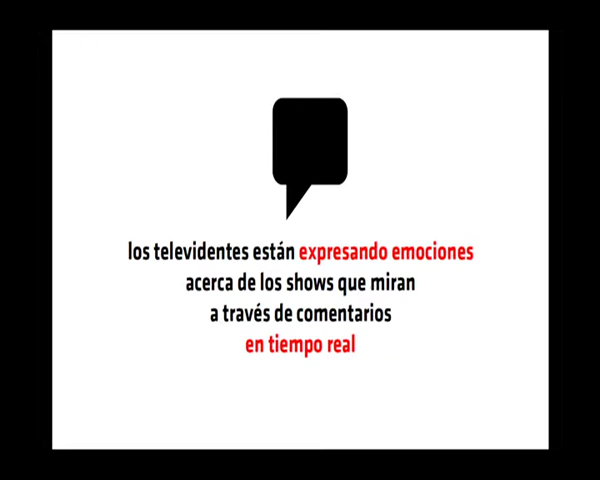 los televidentes están expresando emociones
acerca de los shows que miran
a través de comentarios
en tiempo real